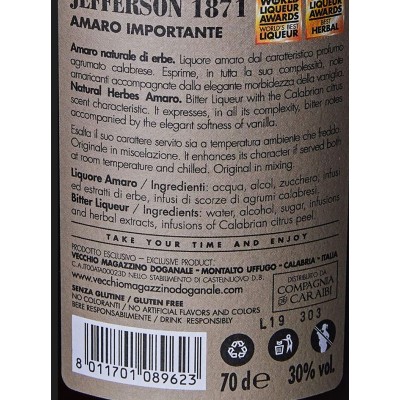 JEFFERSON 1871
AMARO IMPORTANTE
WORLD
LIQUEUR
AWARDS
WORLD'S BEST
LIQUEUR
LIQUEUR
AWARDS
BEST
HERBAL
Amaro naturale di erbe. Liquore amaro dal caratteristico profumo
agrumato calabrese. Esprime, in tutta la sua complessità, note
amaricanti accompagnate dalla elegante morbidezza della vaniglia.
Natural Herbes Amaro. Bitter Liqueur with the Calabrian citrus
scent characteristic. It expresses, in all its complexity, bitter notes
accompanied by the elegant softness of vanilla.
Esalta il suo carattere servito sia a temperatura ambiente che freddo.
Originale in miscelazione. It enhances its character if served both
at room temperature and chilled. Original in mixing.
Liquore Amaro / Ingredienti: acqua, alcol, zucchero, infusi
ed estratti di erbe, infusi di scorze di agrumi calabresi.
Bitter Liqueur / Ingredients: water, alcohol, sugar, infusions
and herbal extracts, infusions of Calabrian citrus peel.
TAKE YOUR TIME AND ENJOY
PRODOTTO ESCLUSIVO – EXCLUSIVE PRODUCT
VECCHIO MAGAZZINO DOGANALE - MONTALTO UFFUGO - CALABRIA - ITALIA
NELLO STABILIMENTO DI CASTELNUOVO D.B.
WWW.VECCHIOMAGAZZINODOGANALE.COM
SENZA GLUTINE / GLUTEN FREE
NO COLORANTI / NO ARTIFICIAL FLAVORS AND COLORS
BERE RESPONSABILMENTE / DRINK RESPONSIBLY
DISTRIBUITO DA
COMPAGNIA
DEI
CARAIBI
L19 303
8 011701 089623
70 cl e 30% vol.